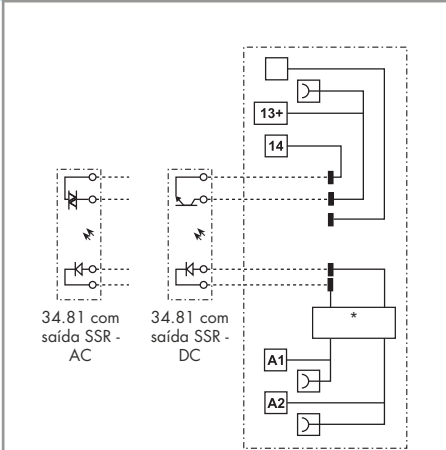 13+
14
34.81 com
saída SSR -
AC
34.81 com
saída SSR -
DC
*
A1
A2